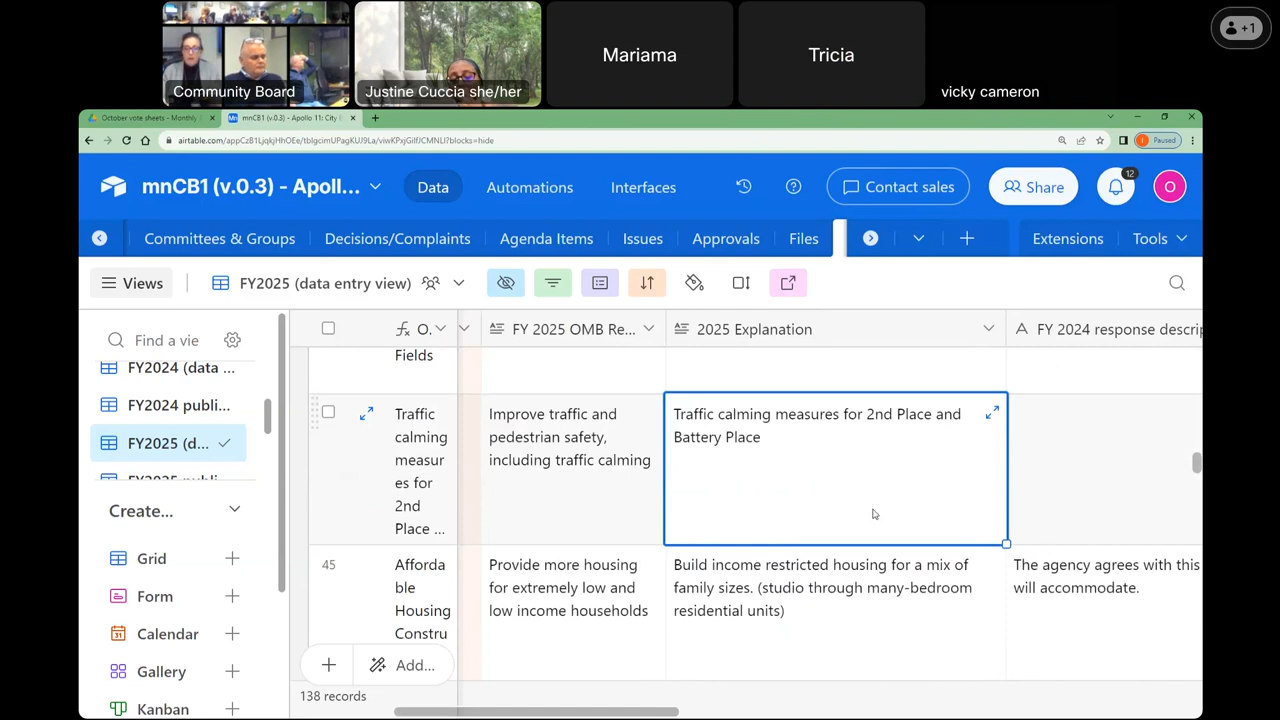 Community Board
Justine Cuccia she/her
Mariama
Tricia
vicky cameron
+1
October vote sheets - Monthly
mnCB1 (v.0.3) - Apollo 11: City B
airtable.com/appCzB1LjqkjHhOEe/tblgcimUPagKUJ9La/viwKPxjGilfJCMNLI?blocks=hide
Paused
mnCB1 (v.0.3) - Apoll...
Data
Automations
Interfaces
Contact sales
Share
12
O
Committees & Groups
Decisions/Complaints
Agenda Items
Issues
Approvals
Files
Extensions
Tools
Views
FY2025 (data entry view)
Find a vie
FY2024 (data ...
FY2024 publi...
FY2025 (d...
FY2025 publi...
Create...
Grid
Form
Calendar
Gallery
Kanban
O.
FY 2025 OMB Re...
2025 Explanation
FY 2024 response descrip
Fields
Traffic
calming
measur
es for
2nd
Place ...
Improve traffic and
pedestrian safety,
including traffic calming
Traffic calming measures for 2nd Place and
Battery Place
45
Afforda
ble
Housing
Constru
Provide more housing
for extremely low and
low income households
Build income restricted housing for a mix of
family sizes. (studio through many-bedroom
residential units)
The agency agrees with this
will accommodate.
Add...
138 records